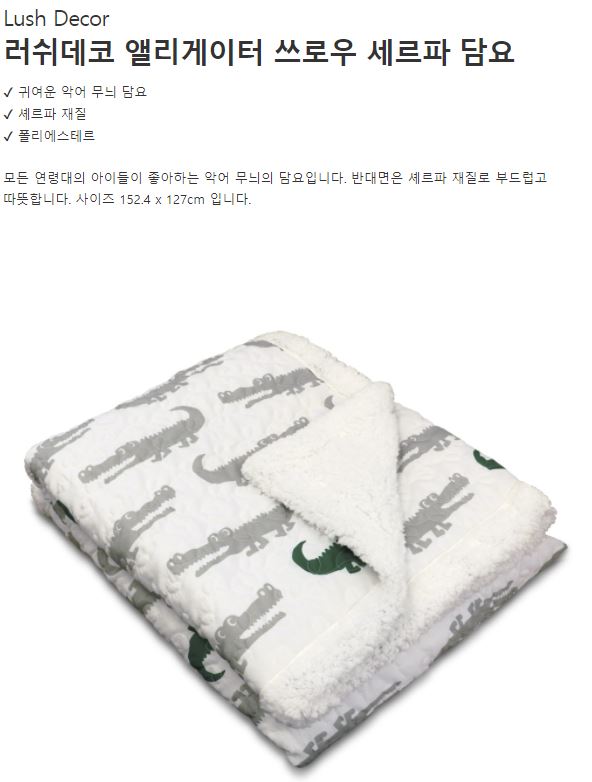 Lush Decor
러쉬데코 앨리게이터 쓰로우 세르파 담요
✓ 귀여운 악어 무늬 담요
✓ 셰르파 재질
✓ 폴리에스테르
모든 연령대의 아이들이 좋아하는 악어 무늬의 담요입니다. 반대면은 셰르파 재질로 부드럽고
따뜻합니다. 사이즈 152.4 x 127cm 입니다.